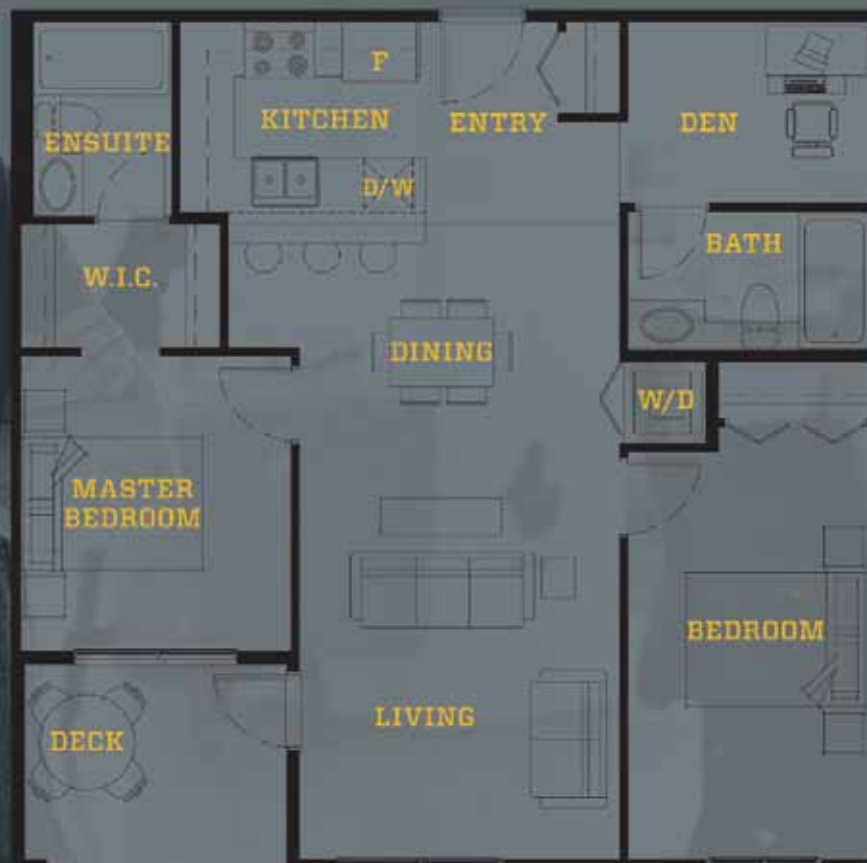 F
KITCHEN
ENTRY
DEN
ENSUITE
D/W
BATH
W.I.C.
DINING
W/D
MASTER
BEDROOM
BEDROOM
LIVING
DECK